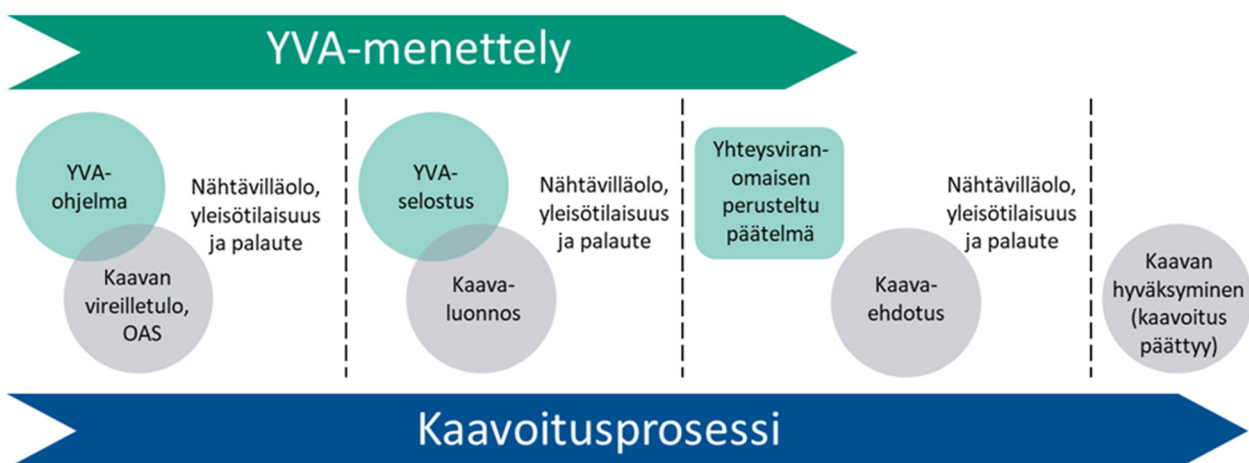 YVA-menettely
YVA-
ohjelma
Kaavan
vireilletulo,
OAS
Nähtävilläolo,
yleisötilaisuus
ja palaute
YVA-
selostus
Kaava-
luonnos
Nähtävilläolo,
yleisötilaisuus
ja palaute
Yhteysviran-
omaisen
perusteltu
päätelmä
Kaava-
ehdotus
Nähtävilläolo,
yleisötilaisuus
ja palaute
Kaavan
hyväksyminen
(kaavoitus
päättyy)
Kaavoitusprosessi